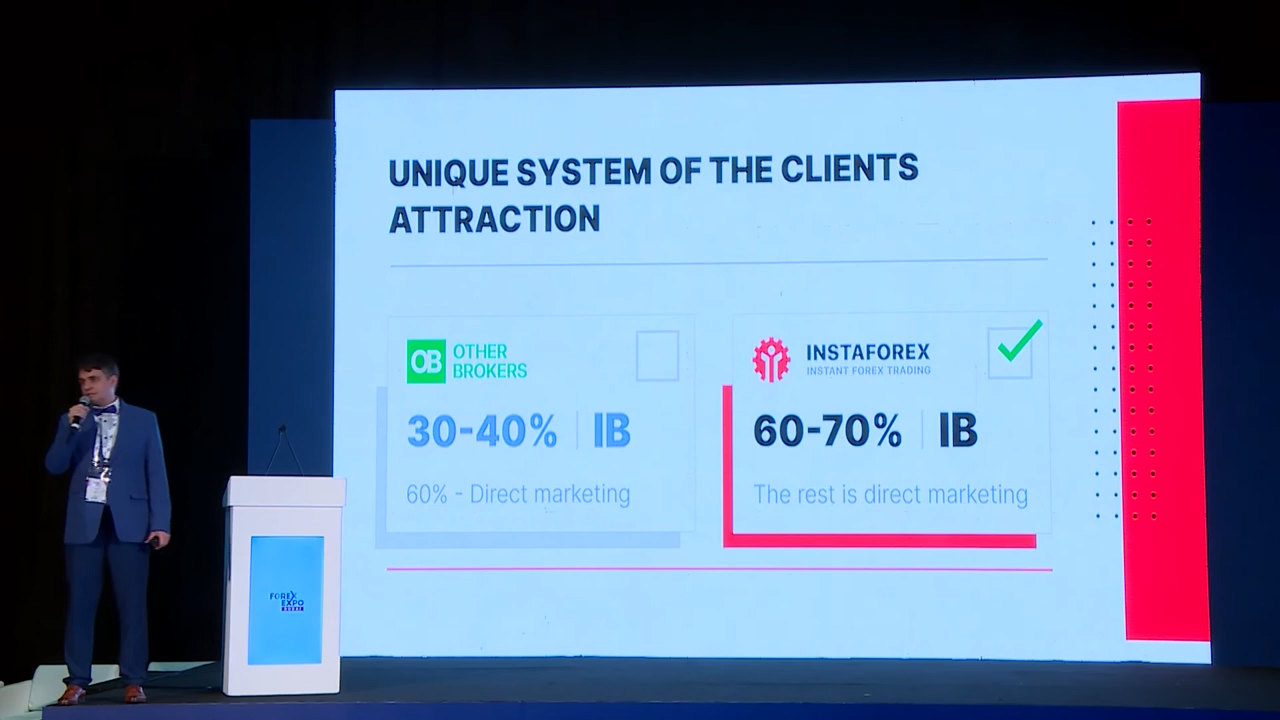 UNIQUE SYSTEM OF THE CLIENTS
ATTRACTION
OB OTHER
BROKERS
30-40% | IB
60% - Direct marketing
INSTAFOREX
INSTANT FOREX TRADING
60-70% | IB
The rest is direct marketing
FOREX
EXPO
DUBAI